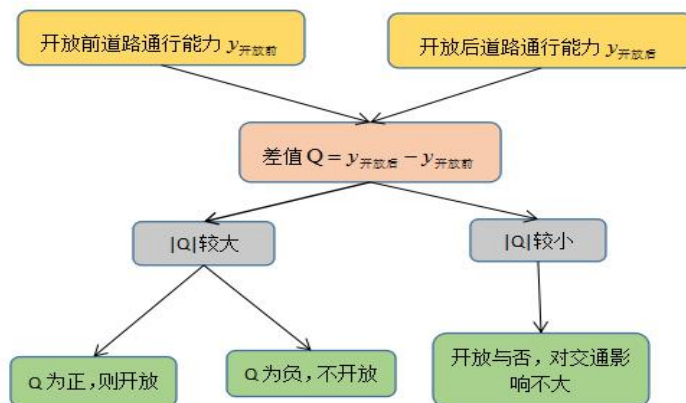 开放前道路通行能力 y开放前
开放后道路通行能力 y开放后
差值 Q = y开放后 − y开放前
|Q|较大
|Q|较小
Q 为正，则开放
Q 为负，不开放
开放与否，对交通影
响不大